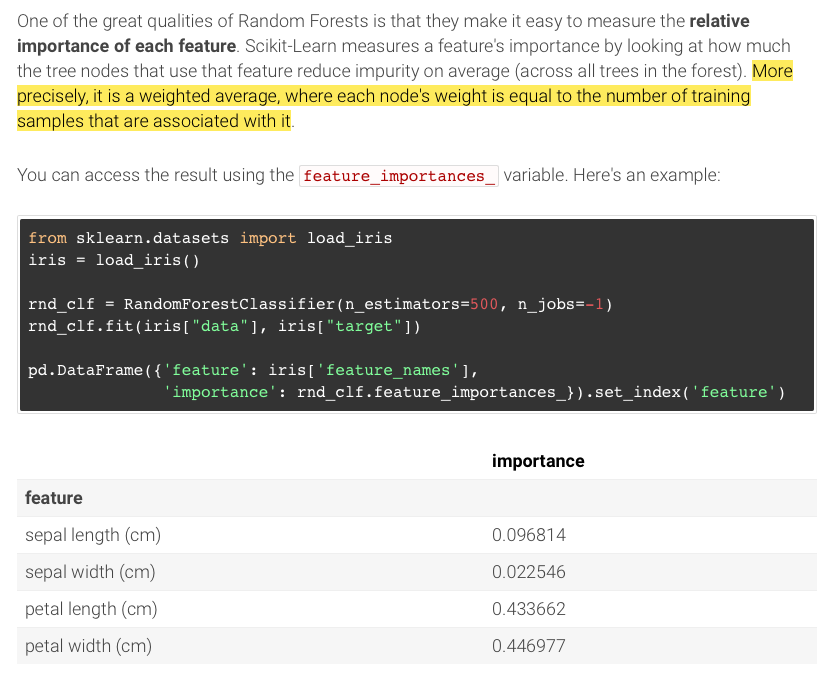 One of the great qualities of Random Forests is that they make it easy to measure the relative
importance of each feature. Scikit-Learn measures a feature's importance by looking at how much
the tree nodes that use that feature reduce impurity on average (across all trees in the forest). More
precisely, it is a weighted average, where each node's weight is equal to the number of training
samples that are associated with it.
You can access the result using the feature_importances_ variable. Here's an example:
from sklearn.datasets import load_iris
iris = load_iris()
rnd_clf = RandomForestClassifier(n_estimators=500, n_jobs=-1)
rnd_clf.fit(iris["data"], iris["target"])
pd.DataFrame({'feature': iris['feature_names'],
'importance': rnd_clf.feature_importances_}).set_index('feature')
importance
feature
sepal length (cm) 0.096814
sepal width (cm) 0.022546
petal length (cm) 0.433662
petal width (cm) 0.446977